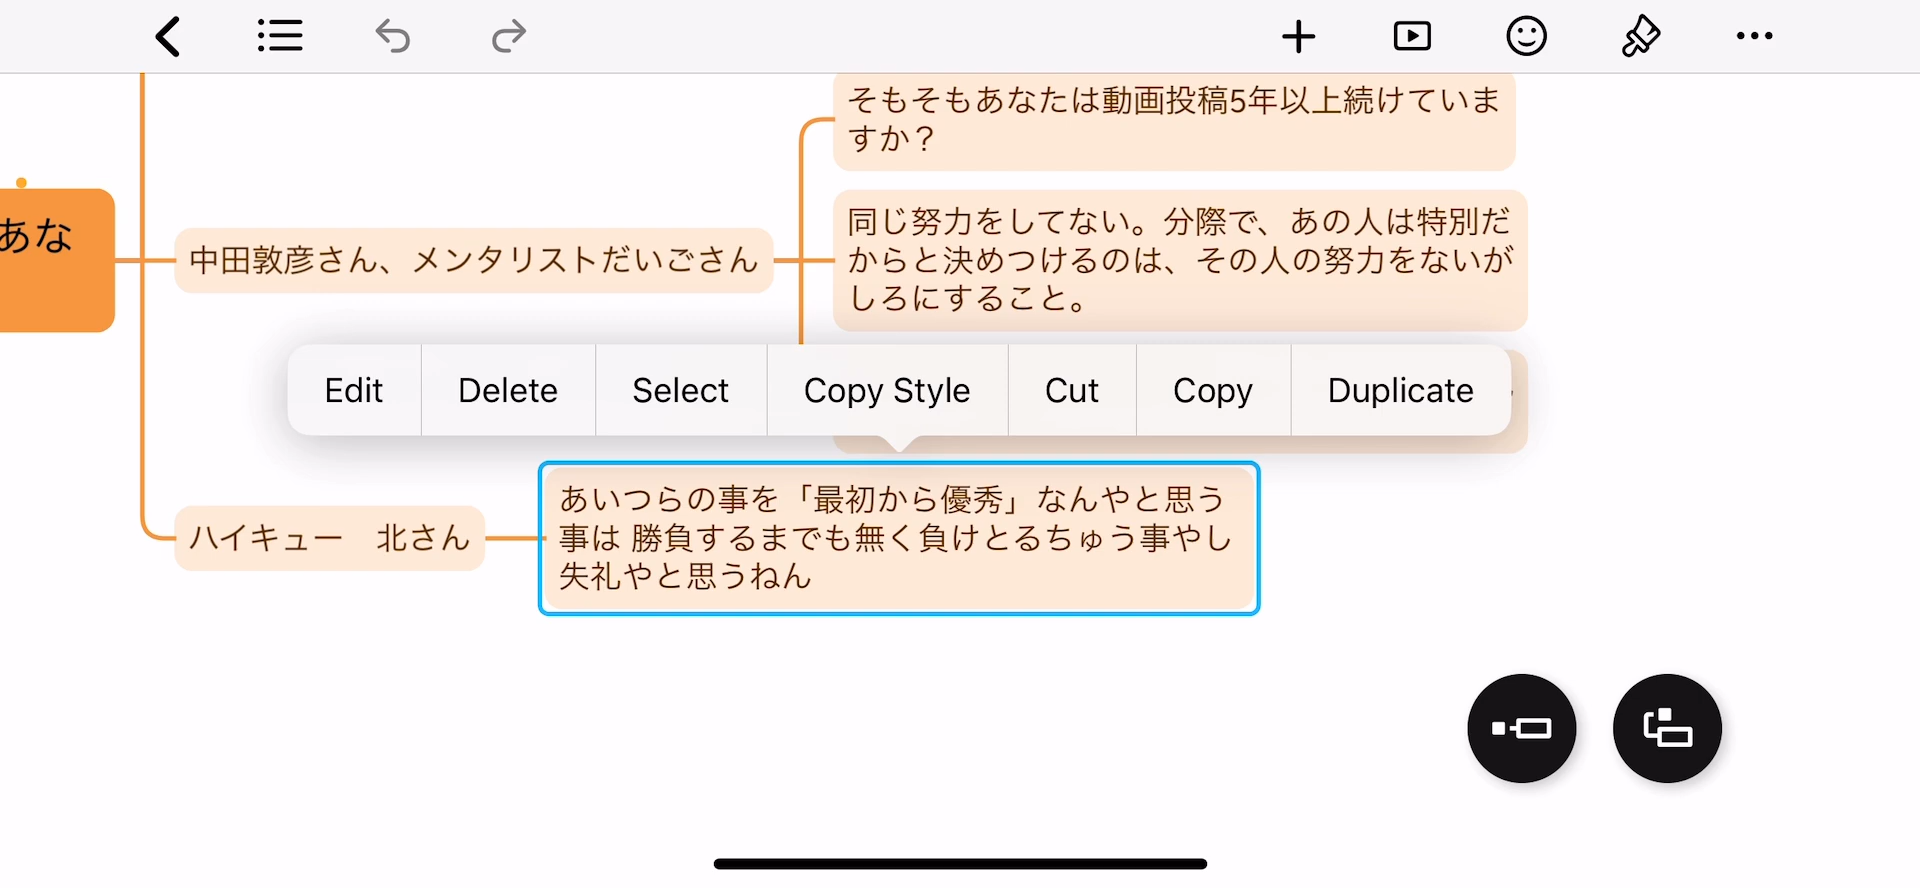 そもそもあなたは動画投稿5年以上続けていま
すか？
あな
中田敦彦さん、メンタリストだいごさん
同じ努力をしてない。分際で、あの人は特別だ
からと決めつけるのは、その人の努力をないが
しろにすること。
Edit
Delete
Select
Copy Style
Cut
Copy
Duplicate
ハイキュー　北さん
あいつらの事を「最初から優秀」なんやと思う
事は 勝負するまでも無く負けとるちゅう事やし
失礼やと思うねん